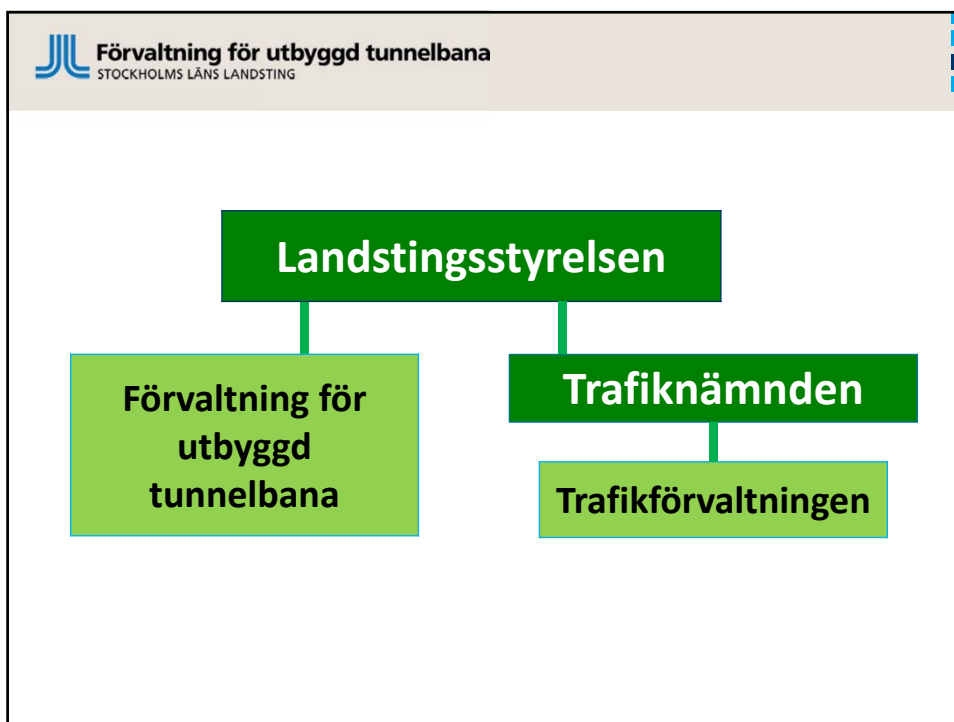 Förvaltning för utbyggd tunnelbana
STOCKHOLMS LÄNS LANDSTING
Landstingsstyrelsen
Förvaltning för
utbyggd
tunnelbana
Trafiknämnden
Trafikförvaltningen